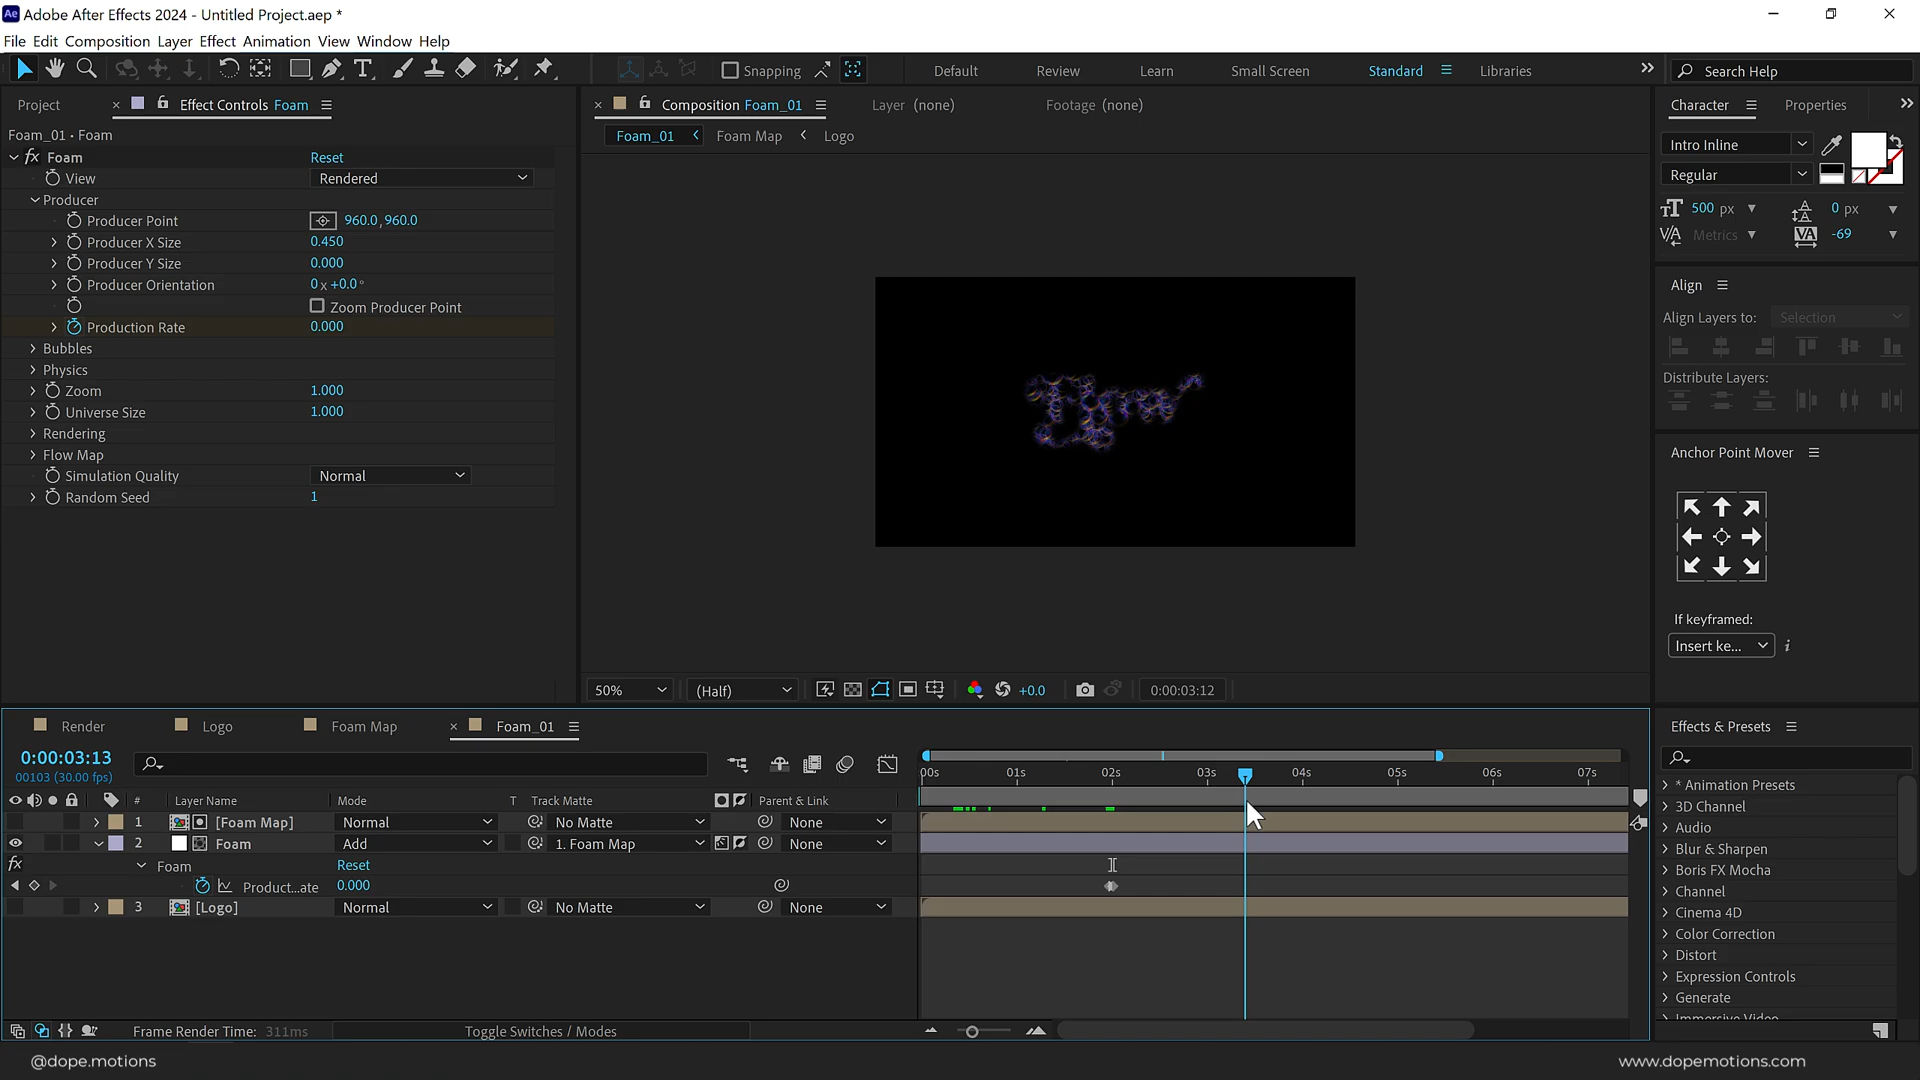 Adobe After Effects 2024 - Untitled Project.aep *
File Edit Composition Layer Effect Animation View Window Help
Snapping
Default Review Learn Small Screen Standard Libraries
Search Help
Project
Effect Controls Foam
Composition Foam_01
Layer (none)
Footage (none)
Character
Properties
Foam_01 • Foam
Foam_01 Foam Map Logo
fx Foam Reset
View Rendered
Producer
Producer Point 960.0,960.0
Producer X Size 0.450
Producer Y Size 0.000
Producer Orientation 0x+0.0°
Zoom Producer Point
Production Rate 0.000
Bubbles
Physics
Zoom 1.000
Universe Size 1.000
Rendering
Flow Map
Simulation Quality Normal
Random Seed 1
Intro Inline
Regular
500 px 0 px
Metrics -69
Align
Align Layers to: Selection
Distribute Layers:
Anchor Point Mover
If keyframed:
Insert ke... i
50% (Half) +0.0 0:00:03:12
Render Logo Foam Map Foam_01
0:00:03:13
00103 (30.00 fps)
00s 01s 02s 03s 04s 05s 06s 07s
# Layer Name Mode T Track Matte Parent & Link
1 [Foam Map] Normal No Matte None
2 Foam Add 1. Foam Map None
fx Foam Reset
Product...ate 0.000
3 [Logo] Normal No Matte None
Frame Render Time: 311ms Toggle Switches / Modes
Effects & Presets
* Animation Presets
3D Channel
Audio
Blur & Sharpen
Boris FX Mocha
Channel
Cinema 4D
Color Correction
Distort
Expression Controls
Generate
Immersive Video
@dope.motions
www.dopemotions.com